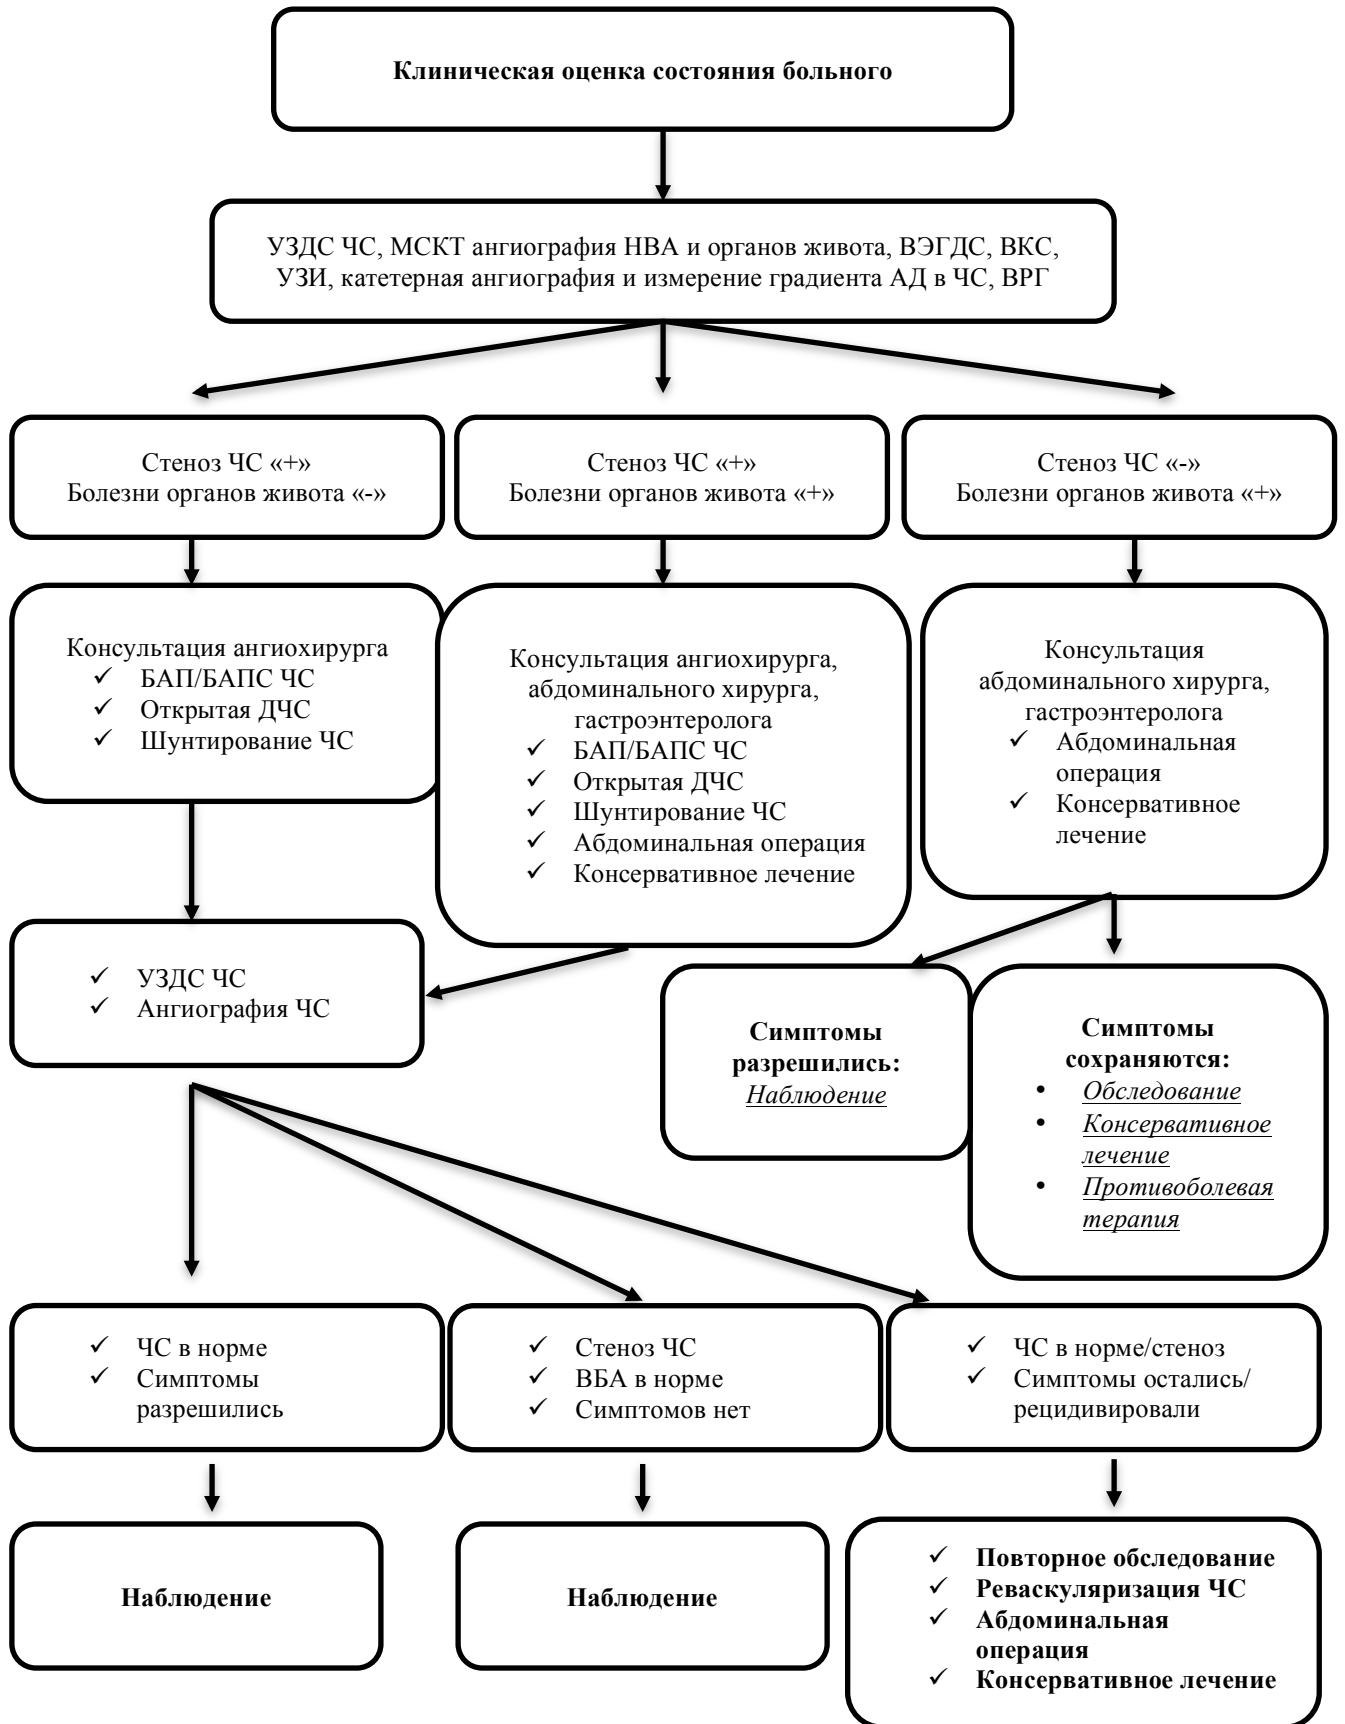 Клиническая оценка состояния больного
УЗДС ЧС, МСКТ ангиография НВА и органов живота, ВЭГДС, ВКС,
УЗИ, катетерная ангиография и измерение градиента АД в ЧС, ВРГ
Стеноз ЧС «+»
Болезни органов живота «-»
Стеноз ЧС «+»
Болезни органов живота «+»
Стеноз ЧС «-»
Болезни органов живота «+»
Консультация ангиохирурга
✓ БАП/БАПС ЧС
✓ Открытая ДЧС
✓ Шунтирование ЧС
Консультация ангиохирурга,
абдоминального хирурга,
гастроэнтеролога
✓ БАП/БАПС ЧС
✓ Открытая ДЧС
✓ Шунтирование ЧС
✓ Абдоминальная операция
✓ Консервативное лечение
Консультация
абдоминального хирурга,
гастроэнтеролога
✓ Абдоминальная
операция
✓ Консервативное
лечение
✓ УЗДС ЧС
✓ Ангиография ЧС
Симптомы
разрешились:
Наблюдение
Симптомы
сохраняются:
• Обследование
• Консервативное
лечение
• Противоболевая
терапия
✓ ЧС в норме
✓ Симптомы
разрешились
✓ Стеноз ЧС
✓ ВБА в норме
✓ Симптомов нет
✓ ЧС в норме/стеноз
✓ Симптомы остались/
рецидивировали
Наблюдение
Наблюдение
✓ Повторное обследование
✓ Реваскуляризация ЧС
✓ Абдоминальная
операция
✓ Консервативное лечение